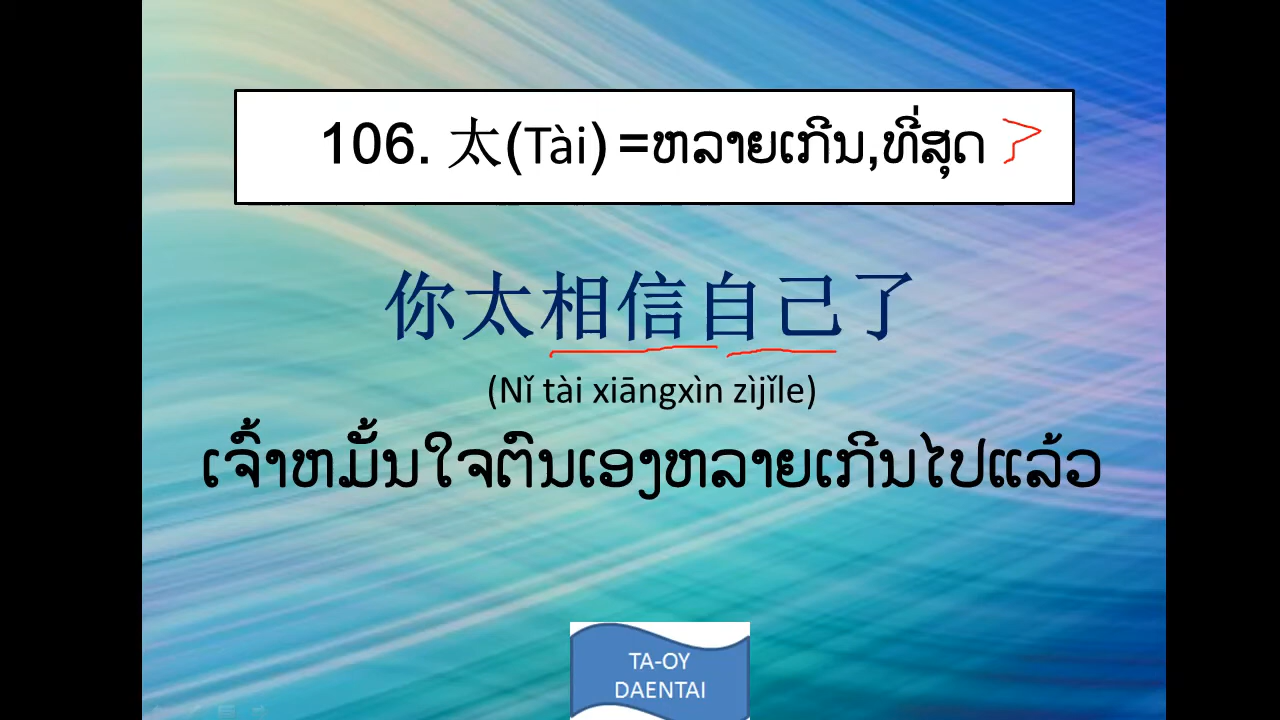 106. 太(Tài) =ຫລາຍເກີນ,ທີ່ສຸດ
你太相信自己了
(Nǐ tài xiāngxìn zìjǐle)
ເຈົ້າຫມັ້ນໃຈຕົນເອງຫລາຍເກີນໄປແລ້ວ
TA-OY
DAENTAI